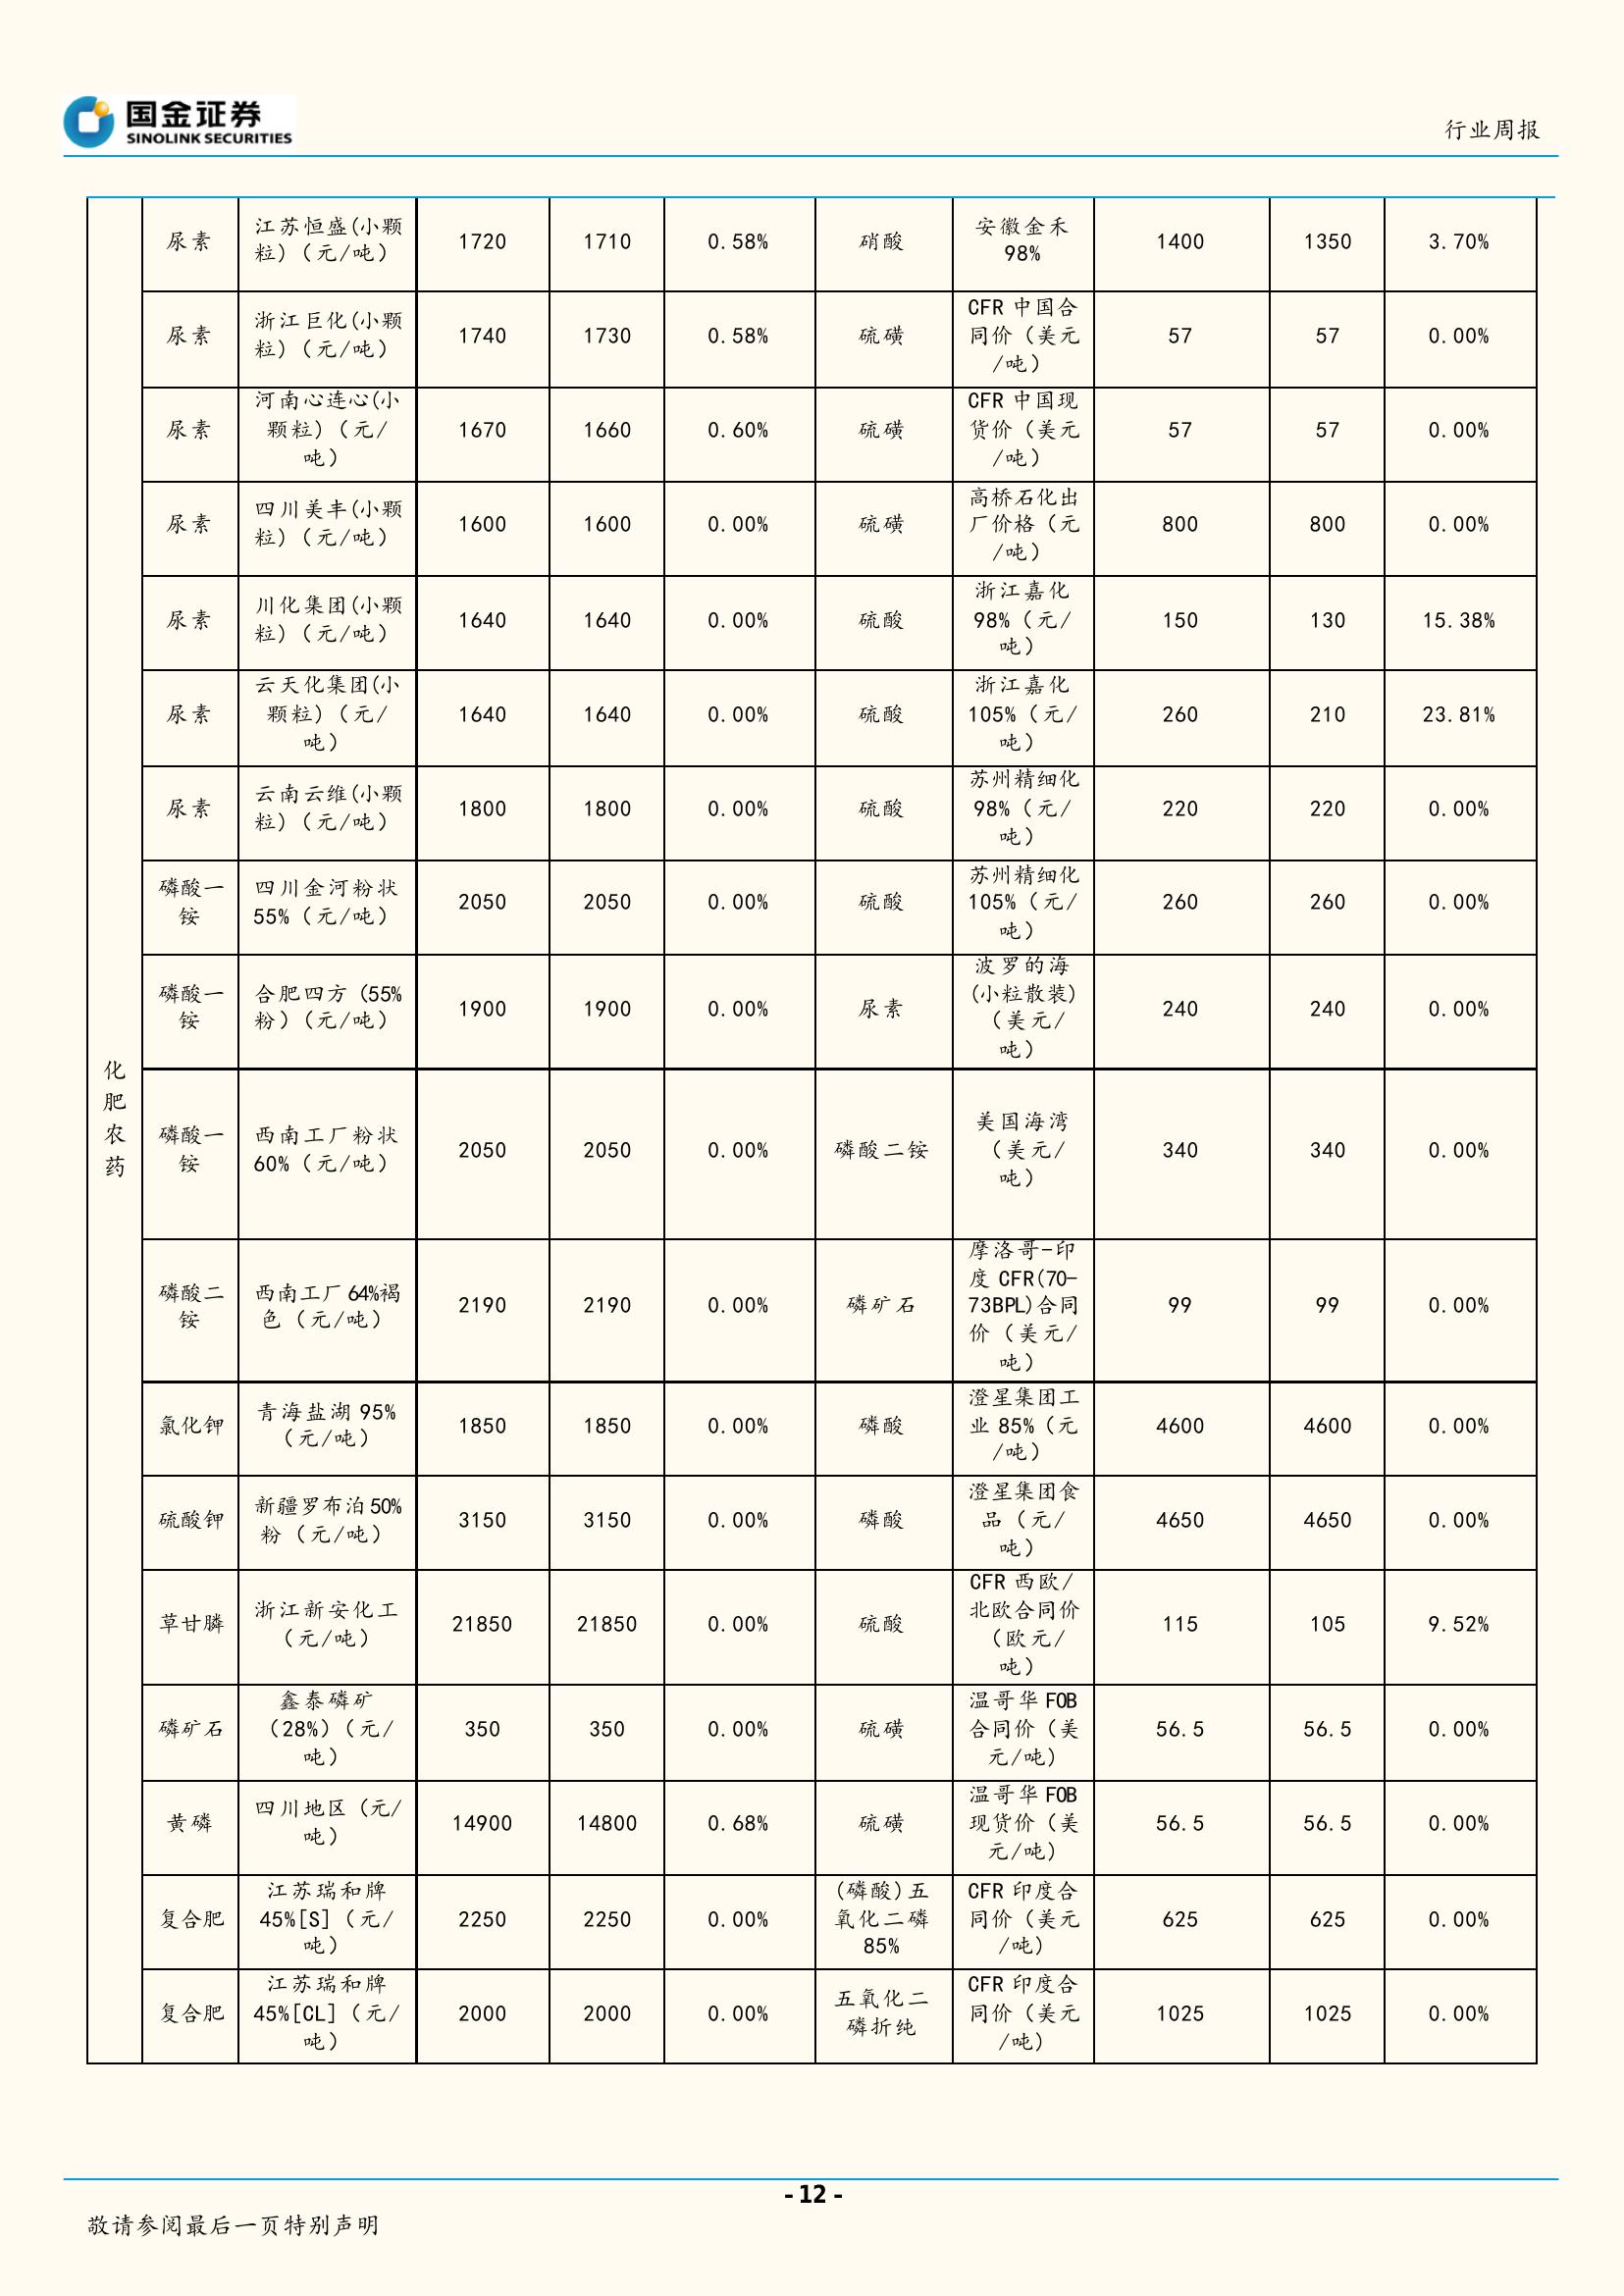 国金证券
SINOLINK SECURITIES
行业周报
化
肥
农
药
尿素
江苏恒盛(小颗
粒)（元/吨）
1720
1710
0.58%
硝酸
安徽金禾
98%
1400
1350
3.70%
尿素
浙江巨化(小颗
粒)（元/吨）
1740
1730
0.58%
硫磺
CFR 中国合
同价（美元
/吨）
57
57
0.00%
尿素
河南心连心(小
颗粒)（元/
吨）
1670
1660
0.60%
硫磺
CFR 中国现
货价（美元
/吨）
57
57
0.00%
尿素
四川美丰(小颗
粒)（元/吨）
1600
1600
0.00%
硫磺
高桥石化出
厂价格（元
/吨）
800
800
0.00%
尿素
川化集团(小颗
粒)（元/吨）
1640
1640
0.00%
硫酸
浙江嘉化
98%（元/
吨）
150
130
15.38%
尿素
云天化集团(小
颗粒)（元/
吨）
1640
1640
0.00%
硫酸
浙江嘉化
105%（元/
吨）
260
210
23.81%
尿素
云南云维(小颗
粒)（元/吨）
1800
1800
0.00%
硫酸
苏州精细化
98%（元/
吨）
220
220
0.00%
磷酸一
铵
四川金河粉状
55%（元/吨）
2050
2050
0.00%
硫酸
苏州精细化
105%（元/
吨）
260
260
0.00%
磷酸一
铵
合肥四方（55%
粉）（元/吨）
1900
1900
0.00%
尿素
波罗的海
(小粒散装)
（美元/
吨）
240
240
0.00%
磷酸一
铵
西南工厂粉状
60%（元/吨）
2050
2050
0.00%
磷酸二铵
美国海湾
（美元/
吨）
340
340
0.00%
磷酸二
铵
西南工厂 64%褐
色（元/吨）
2190
2190
0.00%
磷矿石
摩洛哥-印
度 CFR(70-
73BPL)合同
价（美元/
吨）
99
99
0.00%
氯化钾
青海盐湖 95%
（元/吨）
1850
1850
0.00%
磷酸
澄星集团工
业 85%（元
/吨）
4600
4600
0.00%
硫酸钾
新疆罗布泊 50%
粉（元/吨）
3150
3150
0.00%
磷酸
澄星集团食
品（元/
吨）
4650
4650
0.00%
草甘膦
浙江新安化工
（元/吨）
21850
21850
0.00%
硫酸
CFR 西欧/
北欧合同价
（欧元/
吨）
115
105
9.52%
磷矿石
鑫泰磷矿
（28%）（元/
吨）
350
350
0.00%
硫磺
温哥华 FOB
合同价（美
元/吨）
56.5
56.5
0.00%
黄磷
四川地区（元/
吨）
14900
14800
0.68%
硫磺
温哥华 FOB
现货价（美
元/吨）
56.5
56.5
0.00%
复合肥
江苏瑞和牌
45%[S]（元/
吨）
2250
2250
0.00%
(磷酸)五
氧化二磷
85%
CFR 印度合
同价（美元
/吨）
625
625
0.00%
复合肥
江苏瑞和牌
45%[CL]（元/
吨）
2000
2000
0.00%
五氧化二
磷折纯
CFR 印度合
同价（美元
/吨）
1025
1025
0.00%
- 12 -
敬请参阅最后一页特别声明